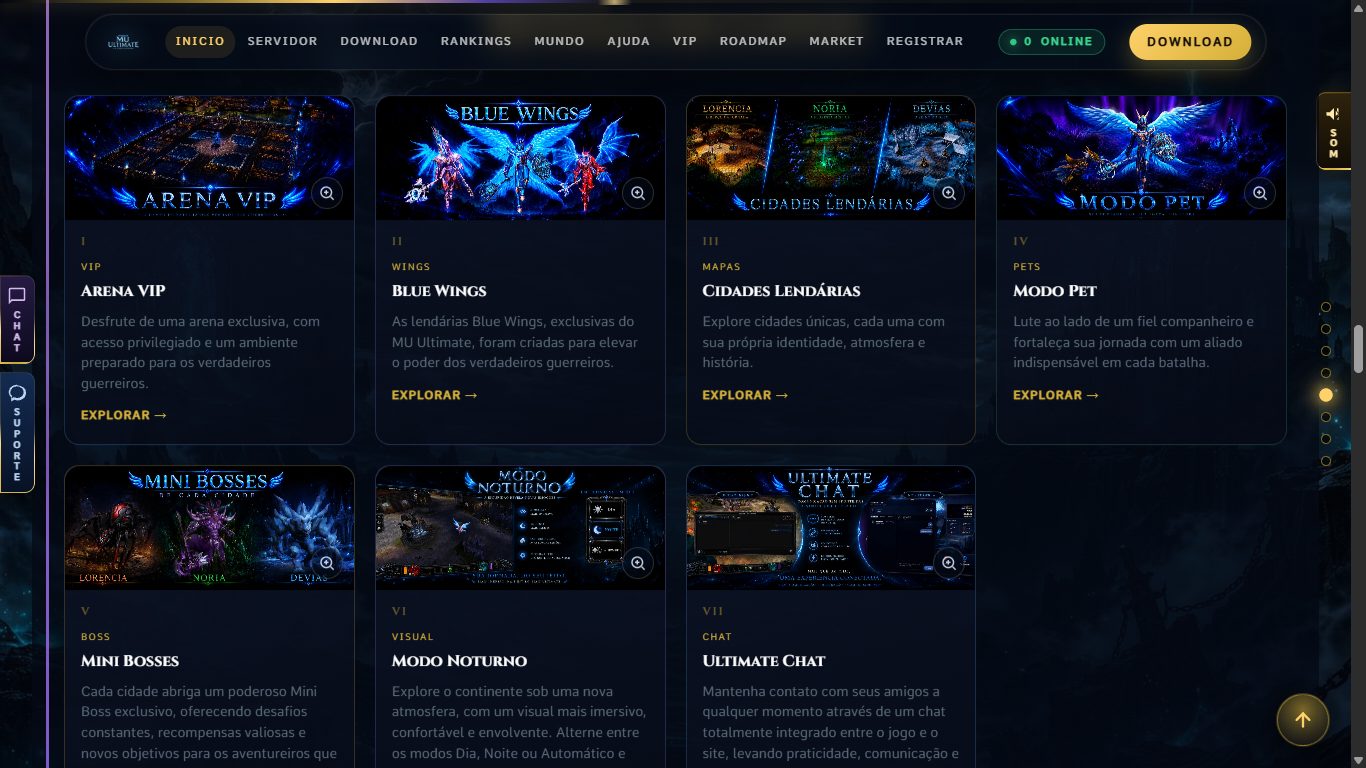 MU
ULTIMATE
INICIO
SERVIDOR
DOWNLOAD
RANKINGS
MUNDO
AJUDA
VIP
ROADMAP
MARKET
REGISTRAR
0 ONLINE
DOWNLOAD
SOM
CHAT
SUPORTE
ARENA VIP
I
VIP
Arena VIP
Desfrute de uma arena exclusiva, com
acesso privilegiado e um ambiente
preparado para os verdadeiros
guerreiros.
EXPLORAR →
BLUE WINGS
II
WINGS
Blue Wings
As lendárias Blue Wings, exclusivas do
MU Ultimate, foram criadas para elevar
o poder dos verdadeiros guerreiros.
EXPLORAR →
LORENCIA
NORIA
DEVIAS
CIDADES LENDÁRIAS
III
MAPAS
Cidades Lendárias
Explore cidades únicas, cada uma com
sua própria identidade, atmosfera e
história.
EXPLORAR →
MODO PET
IV
PETS
Modo Pet
Lute ao lado de um fiel companheiro e
fortaleça sua jornada com um aliado
indispensável em cada batalha.
EXPLORAR →
MINI BOSSES
DE CADA CIDADE
LORENCIA
NORIA
DEVIAS
V
BOSS
Mini Bosses
Cada cidade abriga um poderoso Mini
Boss exclusivo, oferecendo desafios
constantes, recompensas valiosas e
novos objetivos para os aventureiros que
MODO
NOTURNO
VI
VISUAL
Modo Noturno
Explore o continente sob uma nova
atmosfera, com um visual mais imersivo,
confortável e envolvente. Alterne entre
os modos Dia, Noite ou Automático e
ULTIMATE
CHAT
VII
CHAT
Ultimate Chat
Mantenha contato com seus amigos a
qualquer momento através de um chat
totalmente integrado entre o jogo e o
site, levando praticidade, comunicação e